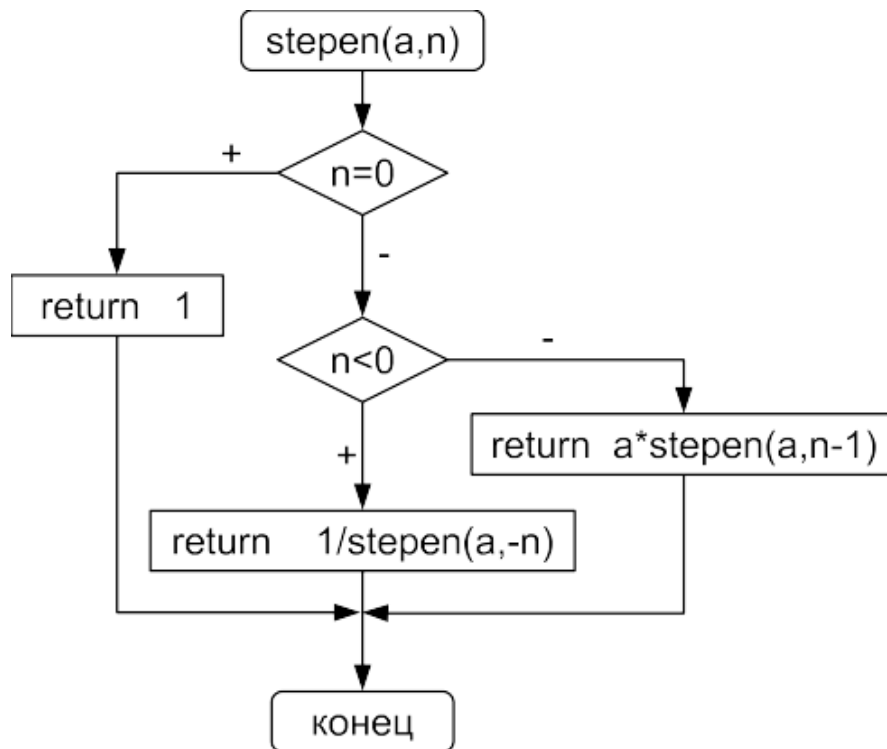 stepen(a,n)
+
n=0
-
return 1
n<0
-
return a*stepen(a,n-1)
+
return 1/stepen(a,-n)
конец